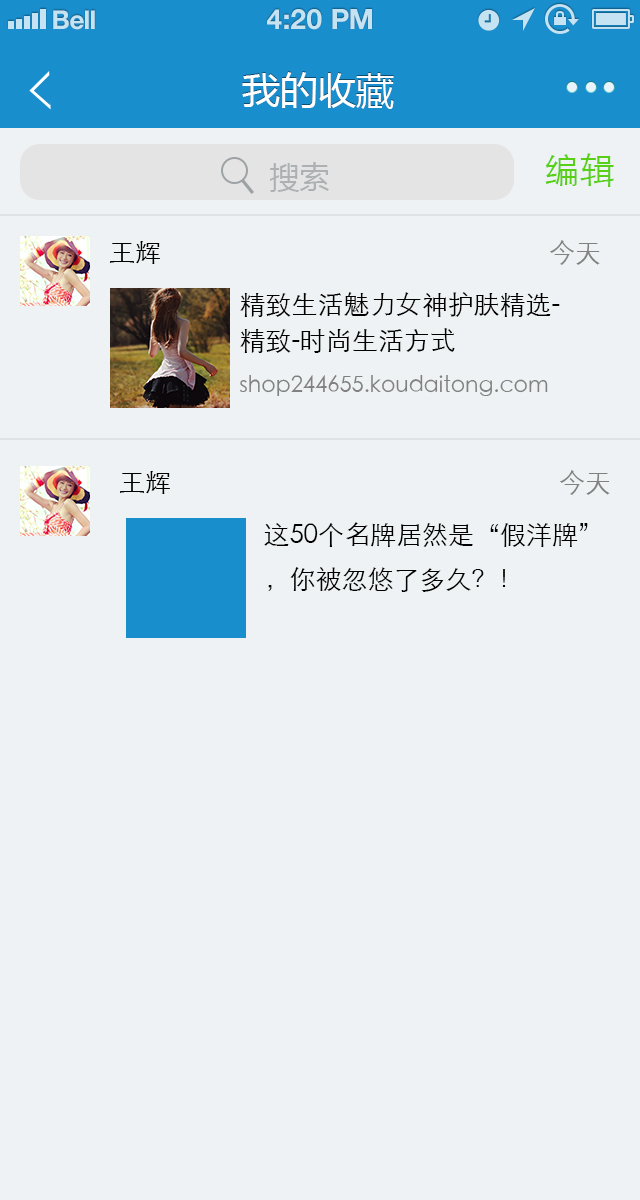 Bell 4:20 PM
我的收藏
搜索 编辑
王辉 今天
精致生活魅力女神护肤精选-
精致-时尚生活方式
shop244655.koudaitong.com
王辉 今天
这50个名牌居然是“假洋牌”
，你被忽悠了多久？！